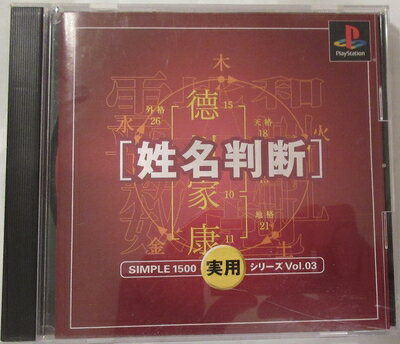 PlayStation
木
徳 15
外格
26
天格
18
水
火
[姓名判断]
家 10
地格
21
康 11
金
土
SIMPLE 1500 実用 シリーズ Vol.03